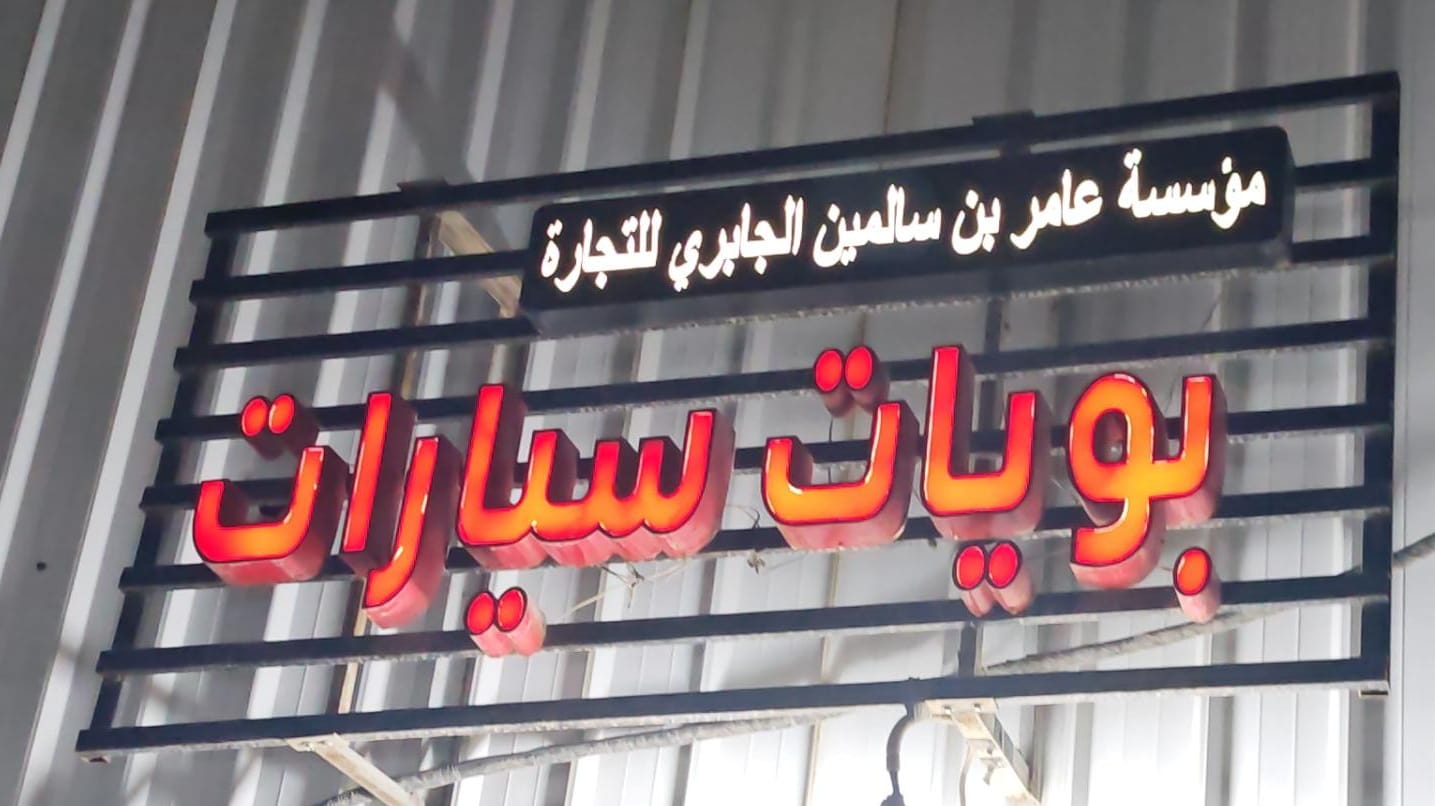 مؤسسة عامر بن سالمين الجابري للتجارة
بويات سيارات